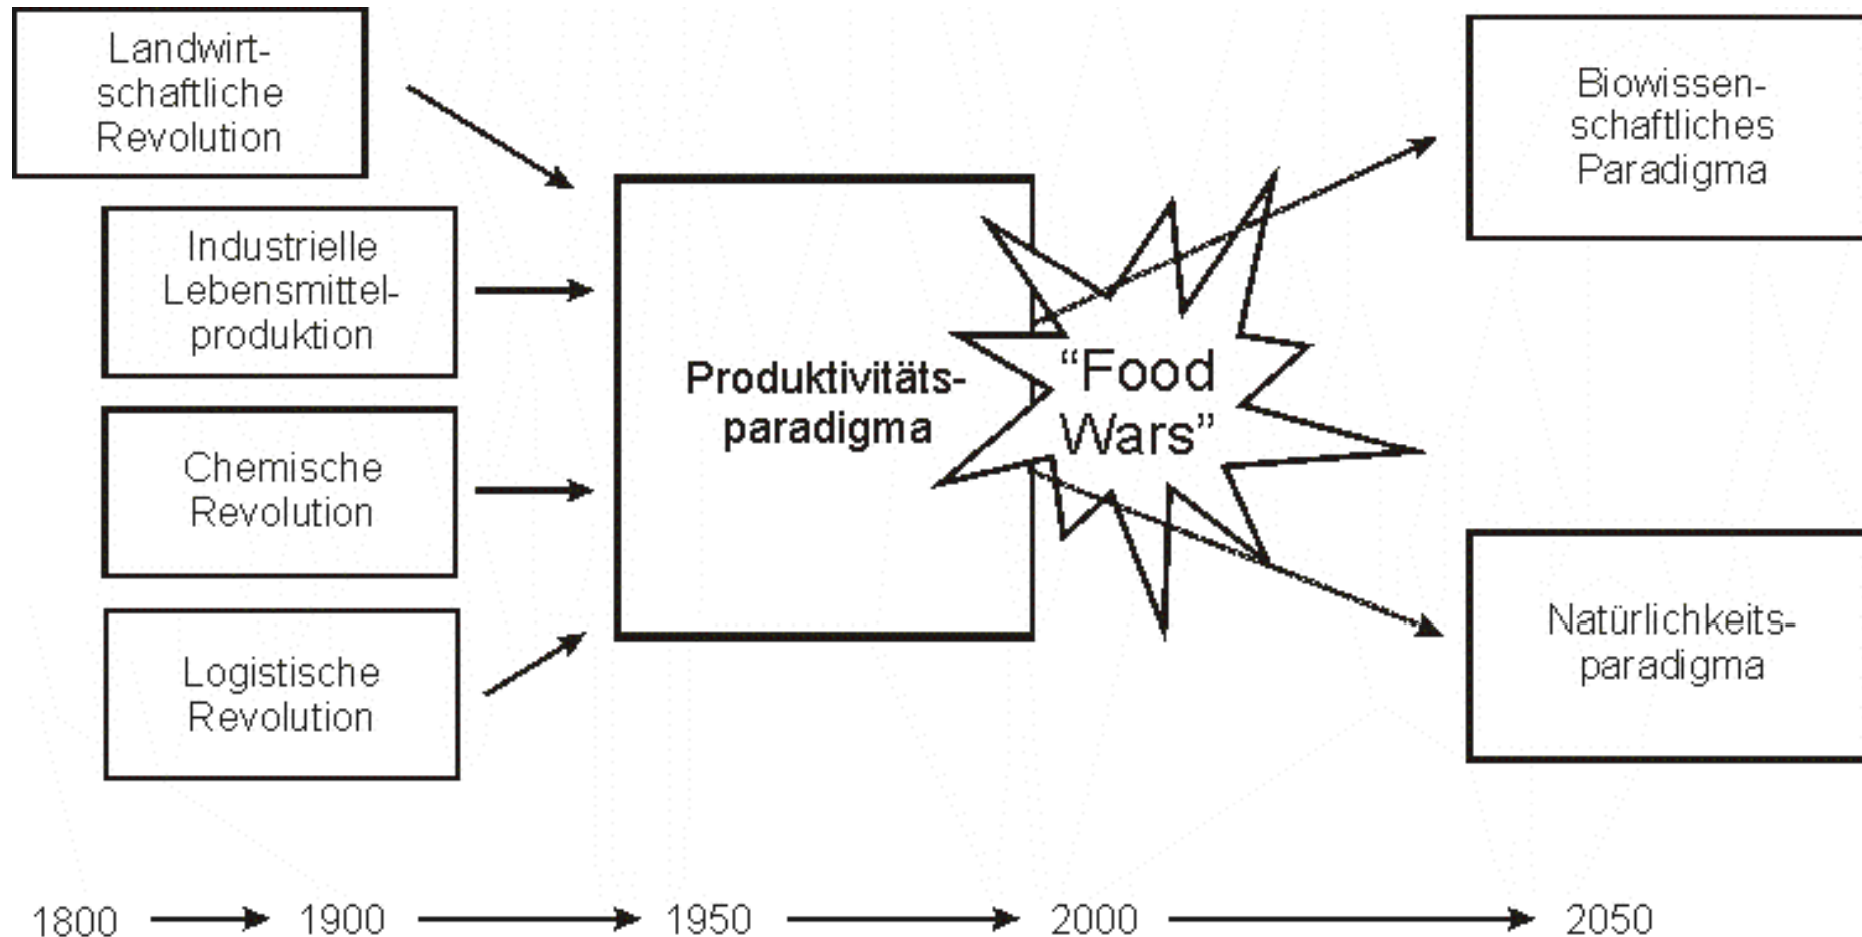 Landwirt-
schaftliche
Revolution
Industrielle
Lebensmittel-
produktion
Chemische
Revolution
Logistische
Revolution
Produktivitäts-
paradigma
“Food
Wars”
Biowissen-
schaftliches
Paradigma
Natürlichkeits-
paradigma
1800 1900 1950 2000 2050